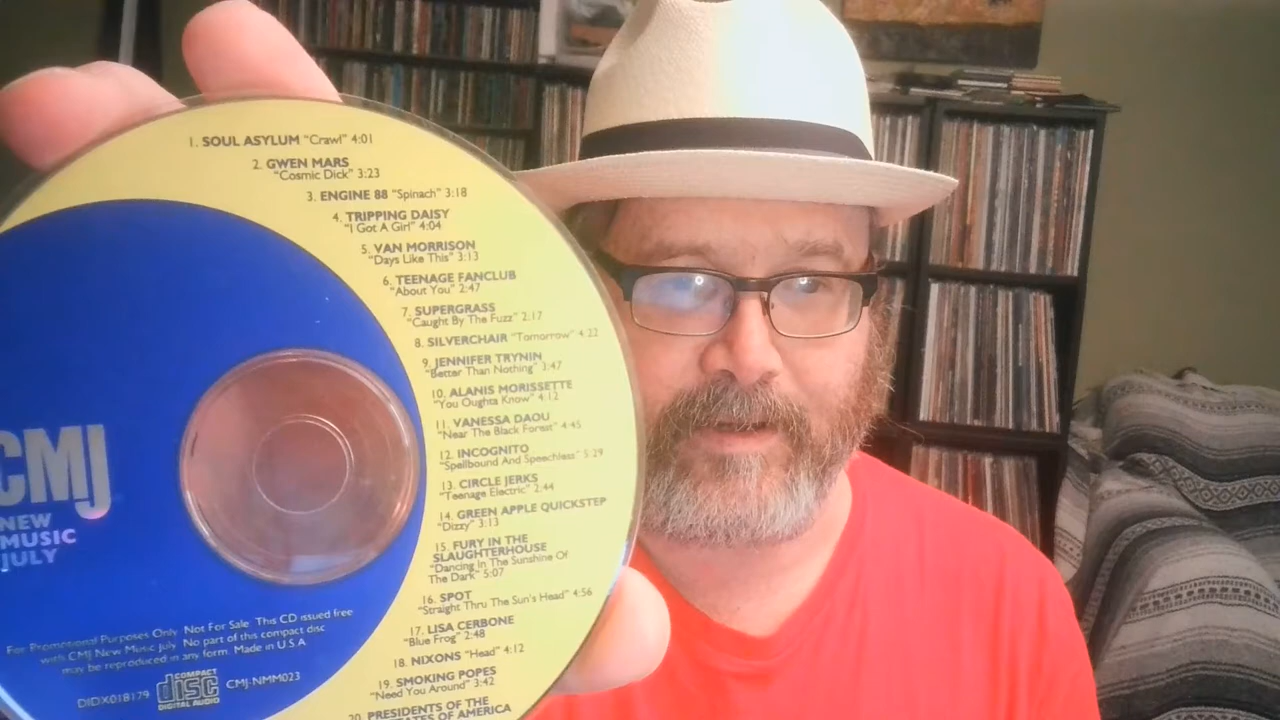 1. SOUL ASYLUM "Crawl" 4:01
2. GWEN MARS
"Cosmic Dick" 3:23
3. ENGINE 88 "Spinach" 3:18
4. TRIPPING DAISY
"I Got A Girl" 4:04
5. VAN MORRISON
"Days Like This" 3:13
6. TEENAGE FANCLUB
"About You" 2:47
7. SUPERGRASS
"Caught By The Fuzz" 2:17
8. SILVERCHAIR "Tomorrow" 4:22
9. JENNIFER TRYNIN
"Better Than Nothing" 3:47
10. ALANIS MORISSETTE
"You Oughta Know" 4:12
11. VANESSA DAOU
"Near The Black Forest" 4:45
12. INCOGNITO
"Spellbound And Speechless" 5:29
13. CIRCLE JERKS
"Teenage Electric" 2:44
14. GREEN APPLE QUICKSTEP
"Dizzy" 3:13
15. FURY IN THE
SLAUGHTERHOUSE
"Dancing In The Sunshine Of
The Dark" 5:07
16. SPOT
"Straight Thru The Sun's Head" 4:56
17. LISA CERBONE
"Blue Frog" 2:48
18. NIXONS "Head" 4:12
19. SMOKING POPES
"Need You Around" 3:42
20. PRESIDENTS OF THE
STATES OF AMERICA
CMJ
NEW
MUSIC
JULY
For Promotional Purposes Only Not For Sale This CD issued free
with CMJ New Music July No part of this compact disc
may be reproduced in any form. Made in U.S.A.
DIDX018179 COMPACT disc DIGITAL AUDIO CMJ-NMM023